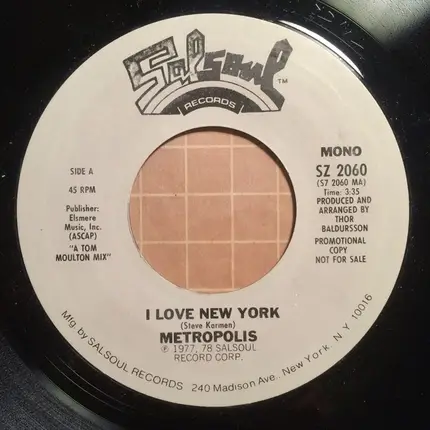 Salsoul™
RECORDS
SIDE A
45 RPM
Publisher:
Elsmere
Music, Inc.
(ASCAP)
"A TOM
MOULTON MIX"
MONO
SZ 2060
(S7 2060 MA)
Time: 3:35
PRODUCED AND
ARRANGED BY
THOR
BALDURSSON
PROMOTIONAL
COPY
NOT FOR SALE
I LOVE NEW YORK
(Steve Karmen)
METROPOLIS
℗ 1977, 78 SALSOUL
RECORD CORP.
Mfg. by SALSOUL RECORDS 240 Madison Ave., New York, N.Y. 10016